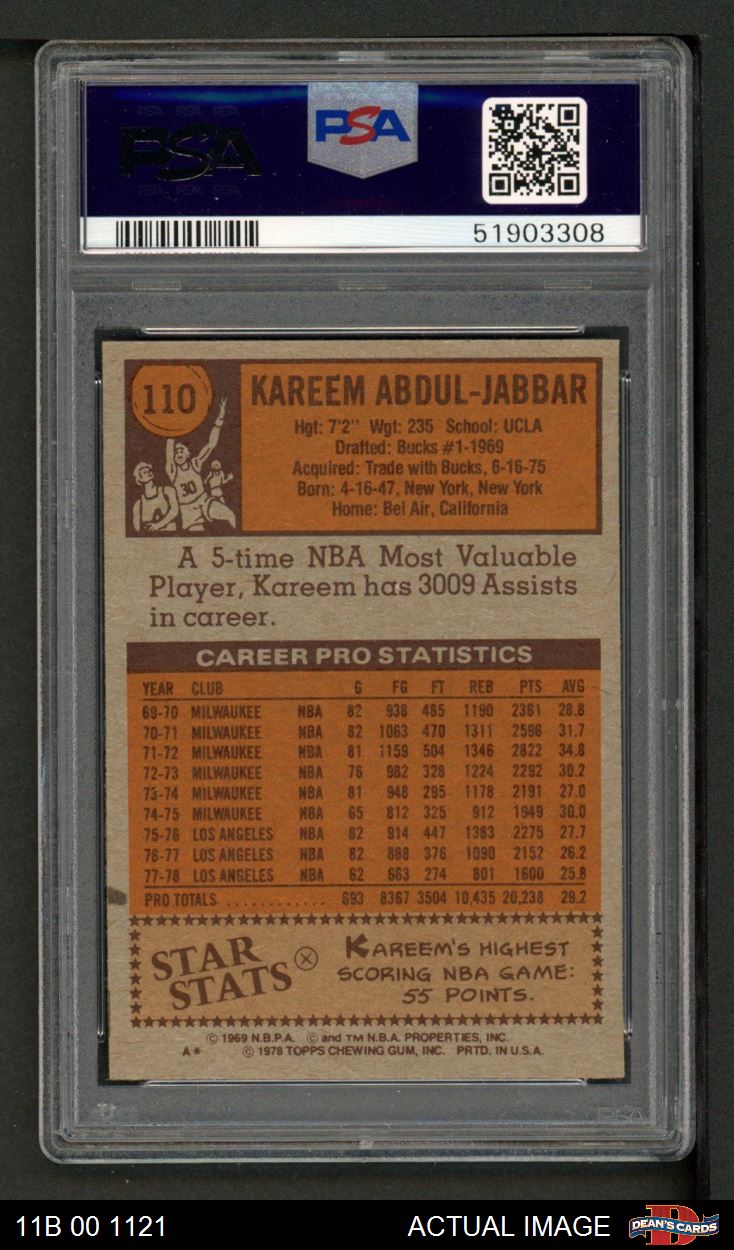 PSA PSA PSA
PSA
PSA PSA PSA
PSA
51903308
110
KAREEM ABDUL-JABBAR
Hgt: 7'2" Wgt: 235 School: UCLA
Drafted: Bucks #1-1969
Acquired: Trade with Bucks, 6-16-75
Born: 4-16-47, New York, New York
Home: Bel Air, California
30
A 5-time NBA Most Valuable
Player, Kareem has 3009 Assists
in career.
CAREER PRO STATISTICS
YEAR CLUB G FG FT REB PTS AVG
69-70 MILWAUKEE NBA 82 938 485 1190 2361 28.8
70-71 MILWAUKEE NBA 82 1063 470 1311 2596 31.7
71-72 MILWAUKEE NBA 81 1159 504 1346 2822 34.8
72-73 MILWAUKEE NBA 76 982 328 1224 2292 30.2
73-74 MILWAUKEE NBA 81 948 295 1178 2191 27.0
74-75 MILWAUKEE NBA 65 812 325 912 1949 30.0
75-76 LOS ANGELES NBA 82 914 447 1383 2275 27.7
76-77 LOS ANGELES NBA 82 888 376 1090 2152 26.2
77-78 LOS ANGELES NBA 62 663 274 801 1600 25.8
PRO TOTALS ............ 693 8367 3504 10,435 20,238 29.2
STAR STATS
KAREEM'S HIGHEST
SCORING NBA GAME:
55 POINTS.
© 1969 N.B.P.A. © and TM N.B.A. PROPERTIES, INC.
A* © 1978 TOPPS CHEWING GUM, INC. PRTD. IN U.S.A.
PSA
11B 00 1121
ACTUAL IMAGE
DEAN'S CARDS